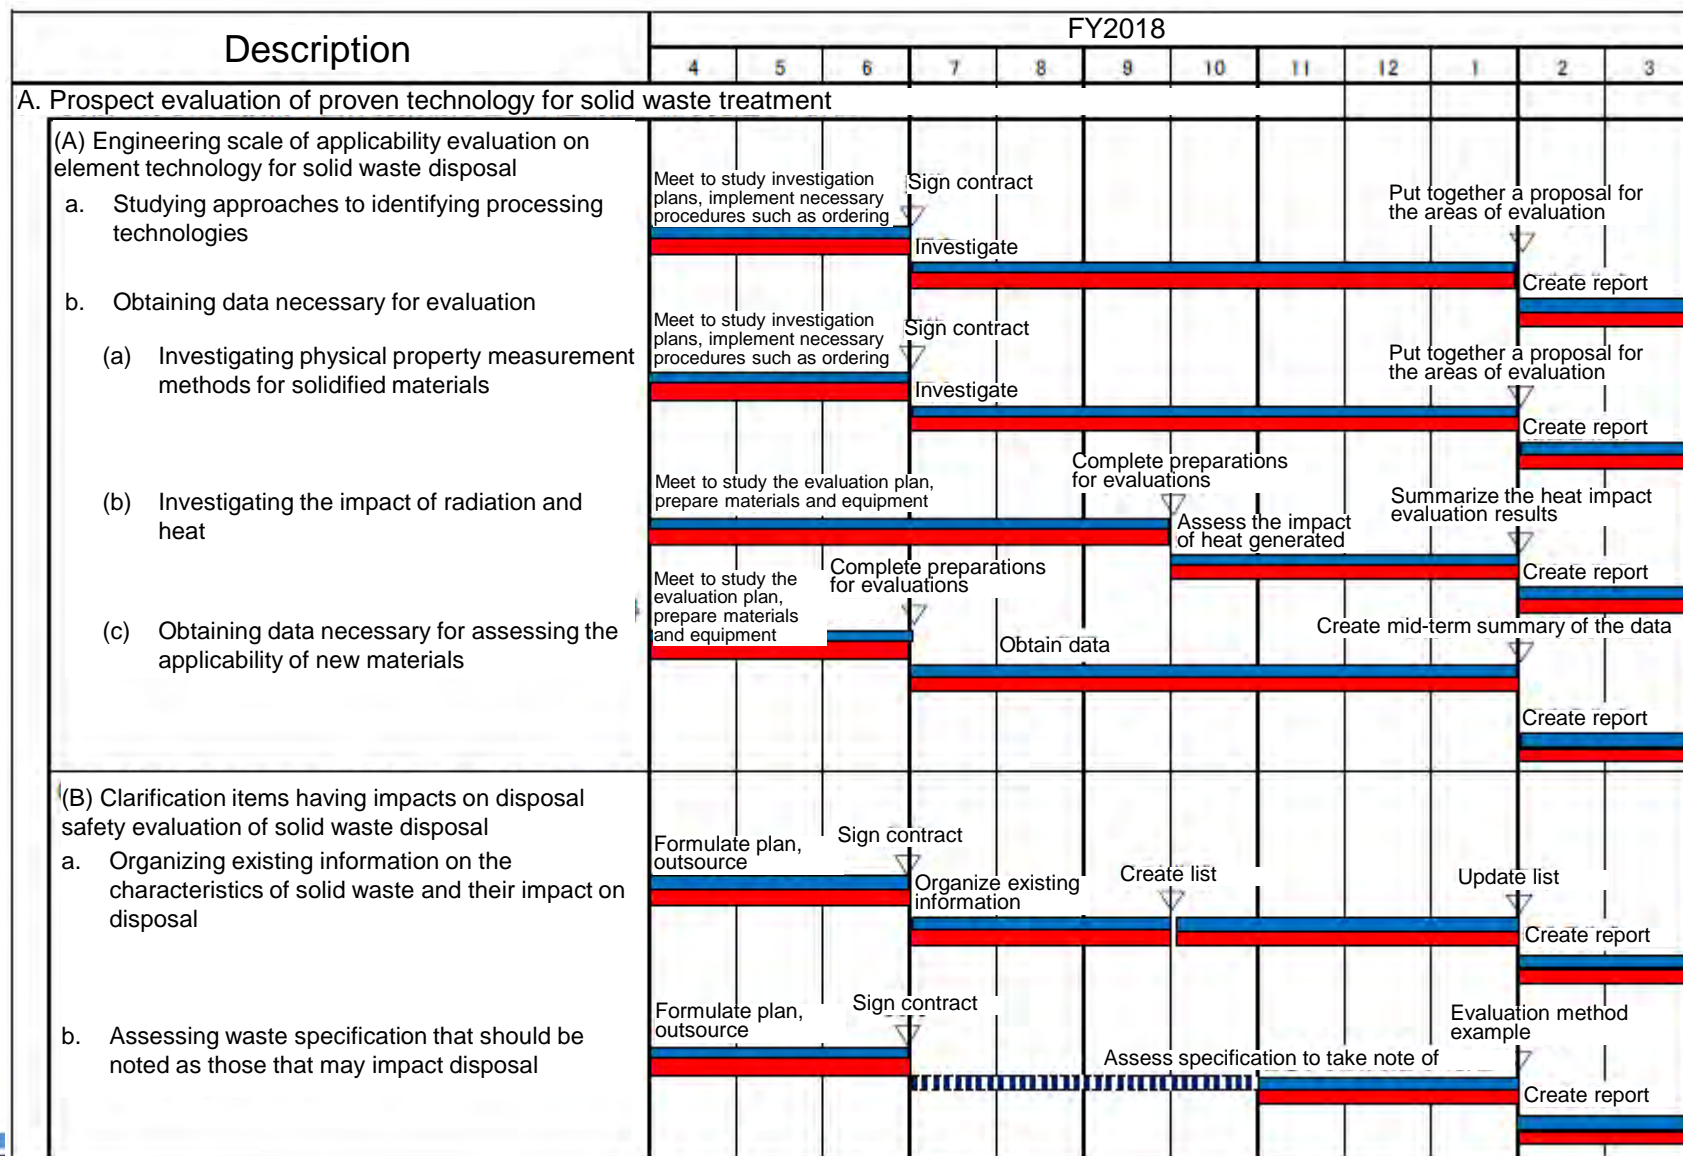 Description
FY2018
4 5 6 7 8 9 10 11 12 1 2 3
A. Prospect evaluation of proven technology for solid waste treatment
(A) Engineering scale of applicability evaluation on
element technology for solid waste disposal
a. Studying approaches to identifying processing
technologies
Meet to study investigation
plans, implement necessary
procedures such as ordering
Sign contract
Investigate
Put together a proposal for
the areas of evaluation
Create report
b. Obtaining data necessary for evaluation
(a) Investigating physical property measurement
methods for solidified materials
Meet to study investigation
plans, implement necessary
procedures such as ordering
Sign contract
Investigate
Put together a proposal for
the areas of evaluation
Create report
(b) Investigating the impact of radiation and
heat
Meet to study the evaluation plan,
prepare materials and equipment
Complete preparations
for evaluations
Assess the impact
of heat generated
Summarize the heat impact
evaluation results
Create report
(c) Obtaining data necessary for assessing the
applicability of new materials
Meet to study the
evaluation plan,
prepare materials
and equipment
Complete preparations
for evaluations
Obtain data
Create mid-term summary of the data
Create report
(B) Clarification items having impacts on disposal
safety evaluation of solid waste disposal
a. Organizing existing information on the
characteristics of solid waste and their impact on
disposal
Formulate plan,
outsource
Sign contract
Organize existing
information
Create list
Update list
Create report
b. Assessing waste specification that should be
noted as those that may impact disposal
Formulate plan,
outsource
Sign contract
Assess specification to take note of
Evaluation method
example
Create report